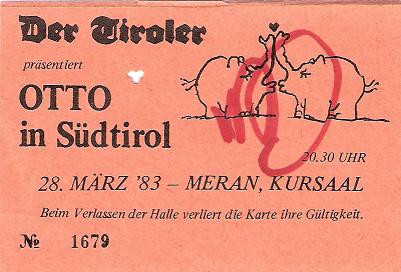 Der Tiroler
präsentiert
OTTO
in Südtirol
20.30 UHR
28. MÄRZ '83 – MERAN, KURSAAL
Beim Verlassen der Halle verliert die Karte ihre Gültigkeit.
№ 1679